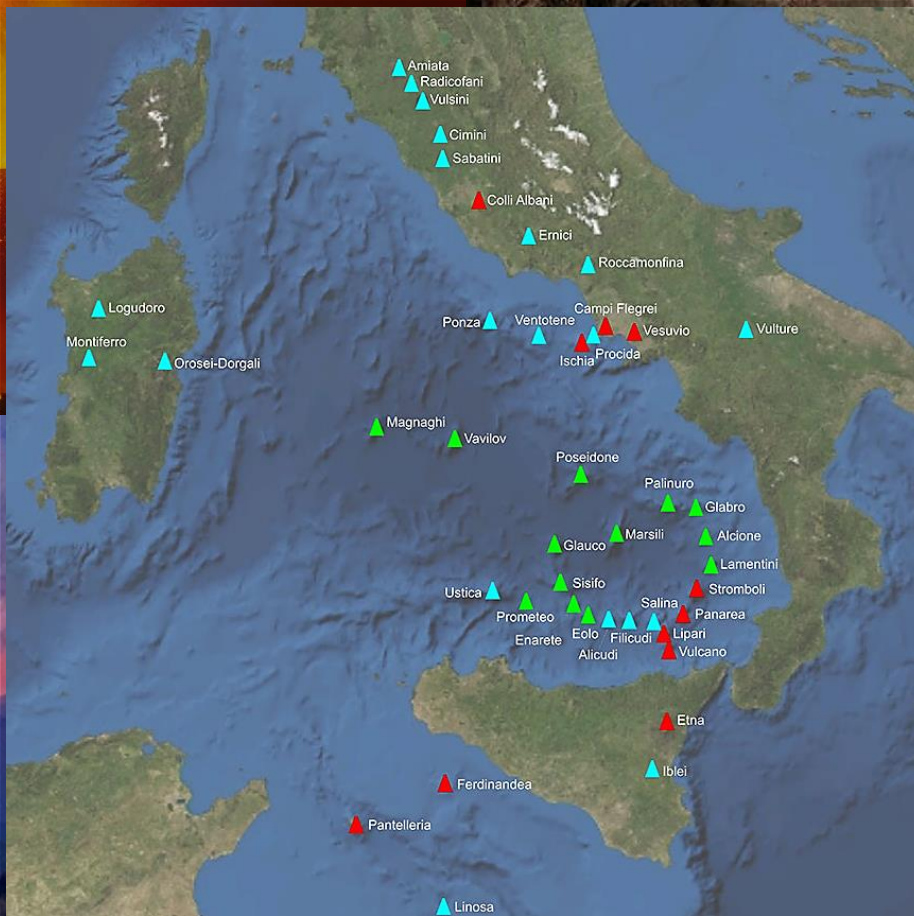 Amiata
Radicofani
Vulsini
Cimini
Sabatini
Colli Albani
Ernici
Roccamonfina
Logudoro
Campi Flegrei
Ponza
Ventotene
Vesuvio
Vulture
Montiferro
Procida
Ischia
Orosei-Dorgali
Magnaghi
Vavilov
Poseidone
Palinuro
Glabro
Marsili
Alcione
Glauco
Lamentini
Sisifo
Stromboli
Ustica
Salina
Prometeo
Panarea
Eolo
Lipari
Enarete
Filicudi
Alicudi
Vulcano
Etna
Iblei
Ferdinandea
Pantelleria
Linosa